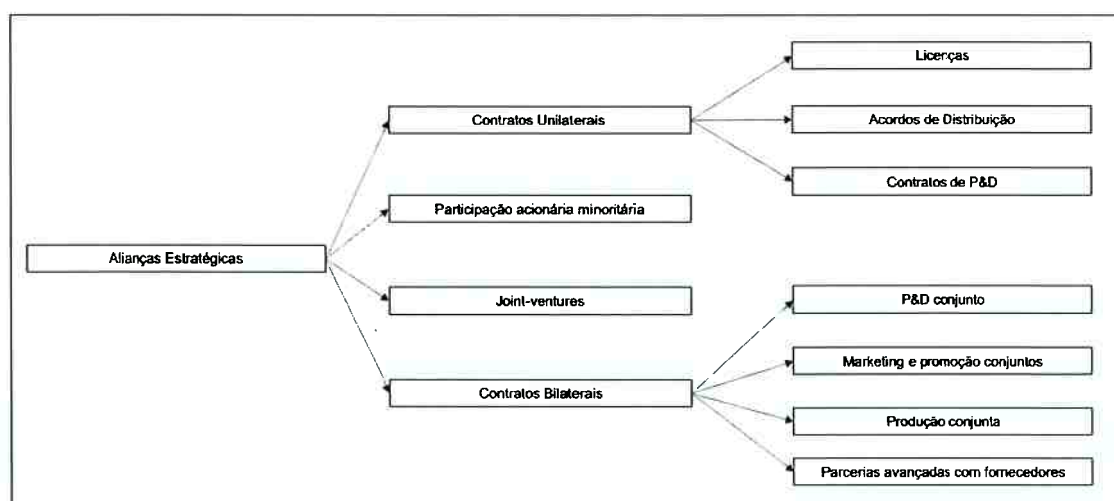 Alianças Estratégicas
Contratos Unilaterais
Licenças
Acordos de Distribuição
Contratos de P&D
Participação acionária minoritária
Joint-ventures
Contratos Bilaterais
P&D conjunto
Marketing e promoção conjuntos
Produção conjunta
Parcerias avançadas com fornecedores